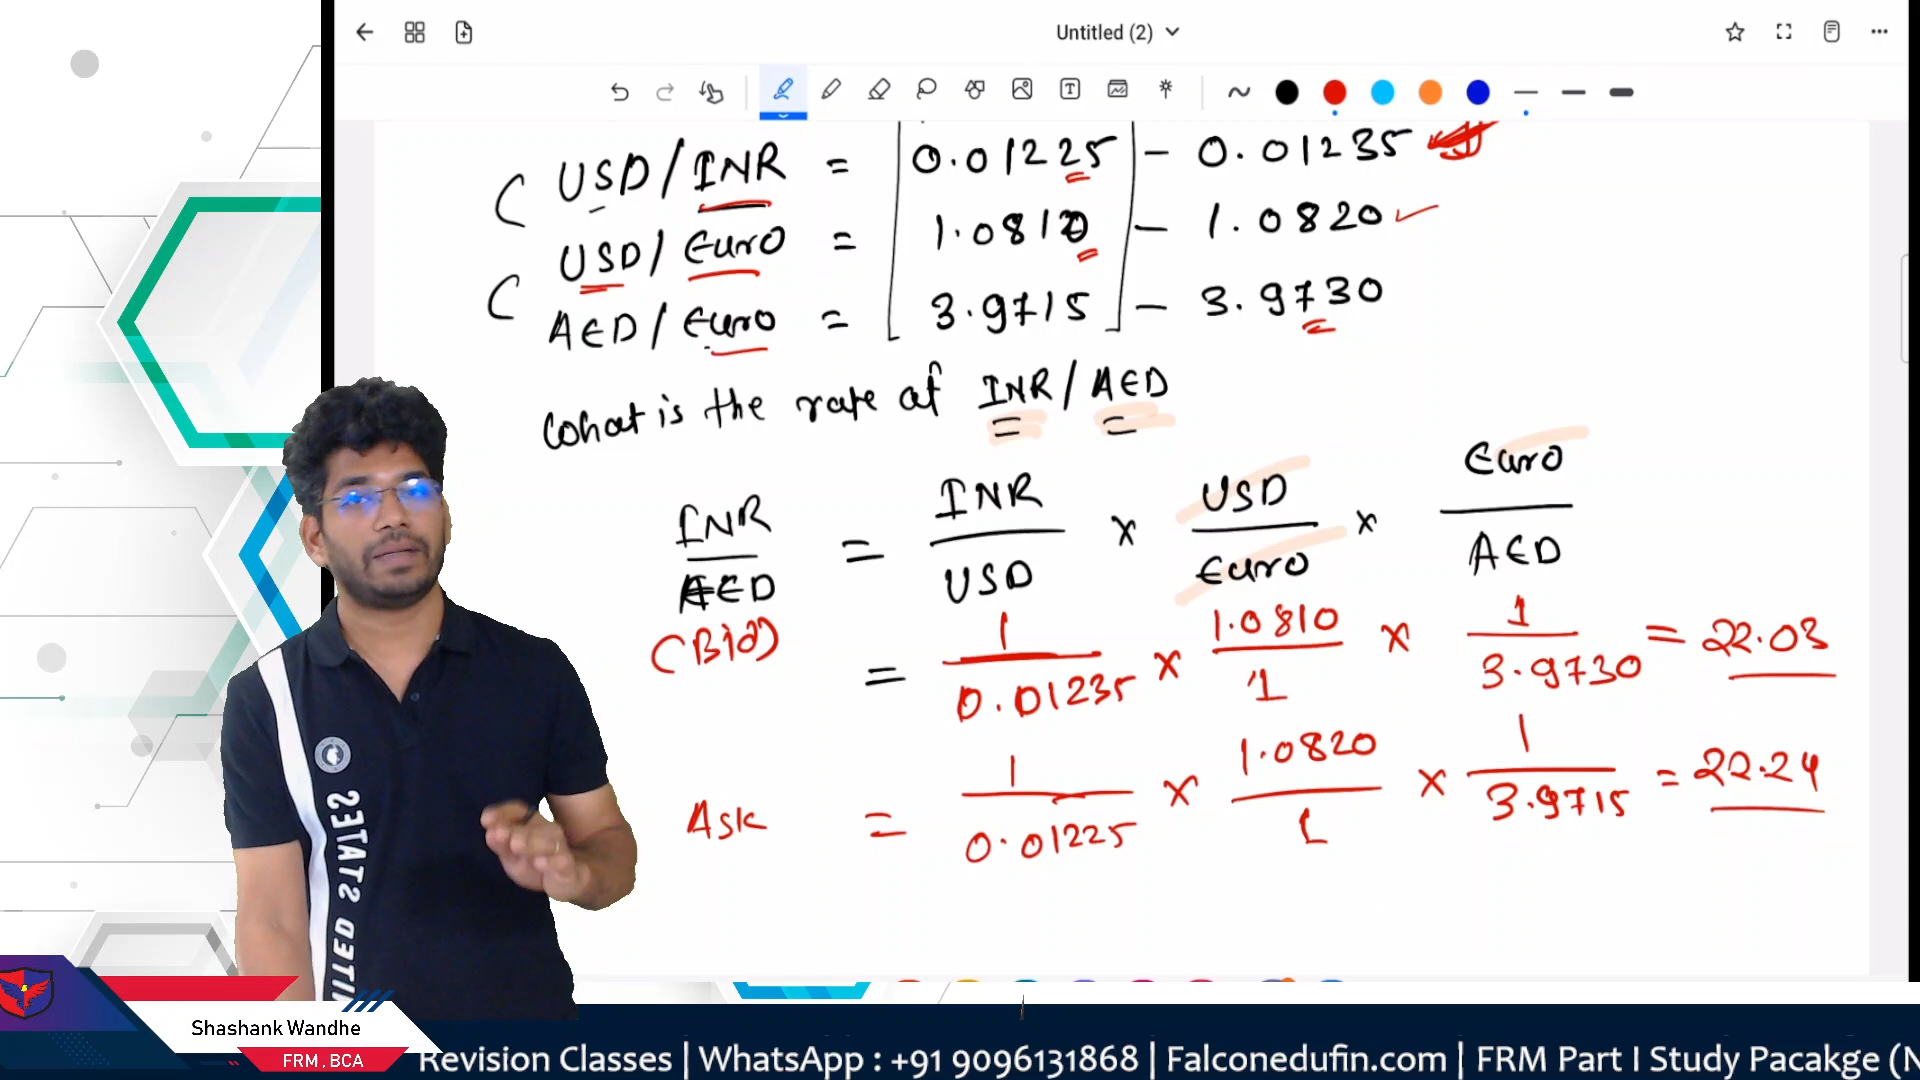 Untitled (2)
( USD/INR = 0.01225 - 0.01235
USD/Euro = 1.0810 - 1.0820
( AED/Euro = 3.9715 - 3.9730
What is the rate of INR/AED
INR/AED = INR/USD x USD/Euro x Euro/AED
(Bid) = 1/0.01235 x 1.0810/1 x 1/3.9730 = 22.03
Ask = 1/0.01225 x 1.0820/1 x 1/3.9715 = 22.24
UNITED STATES
Shashank Wandhe
FRM, BCA
Revision Classes | WhatsApp : +91 9096131868 | Falconedufin.com | FRM Part I Study Pacakge (N